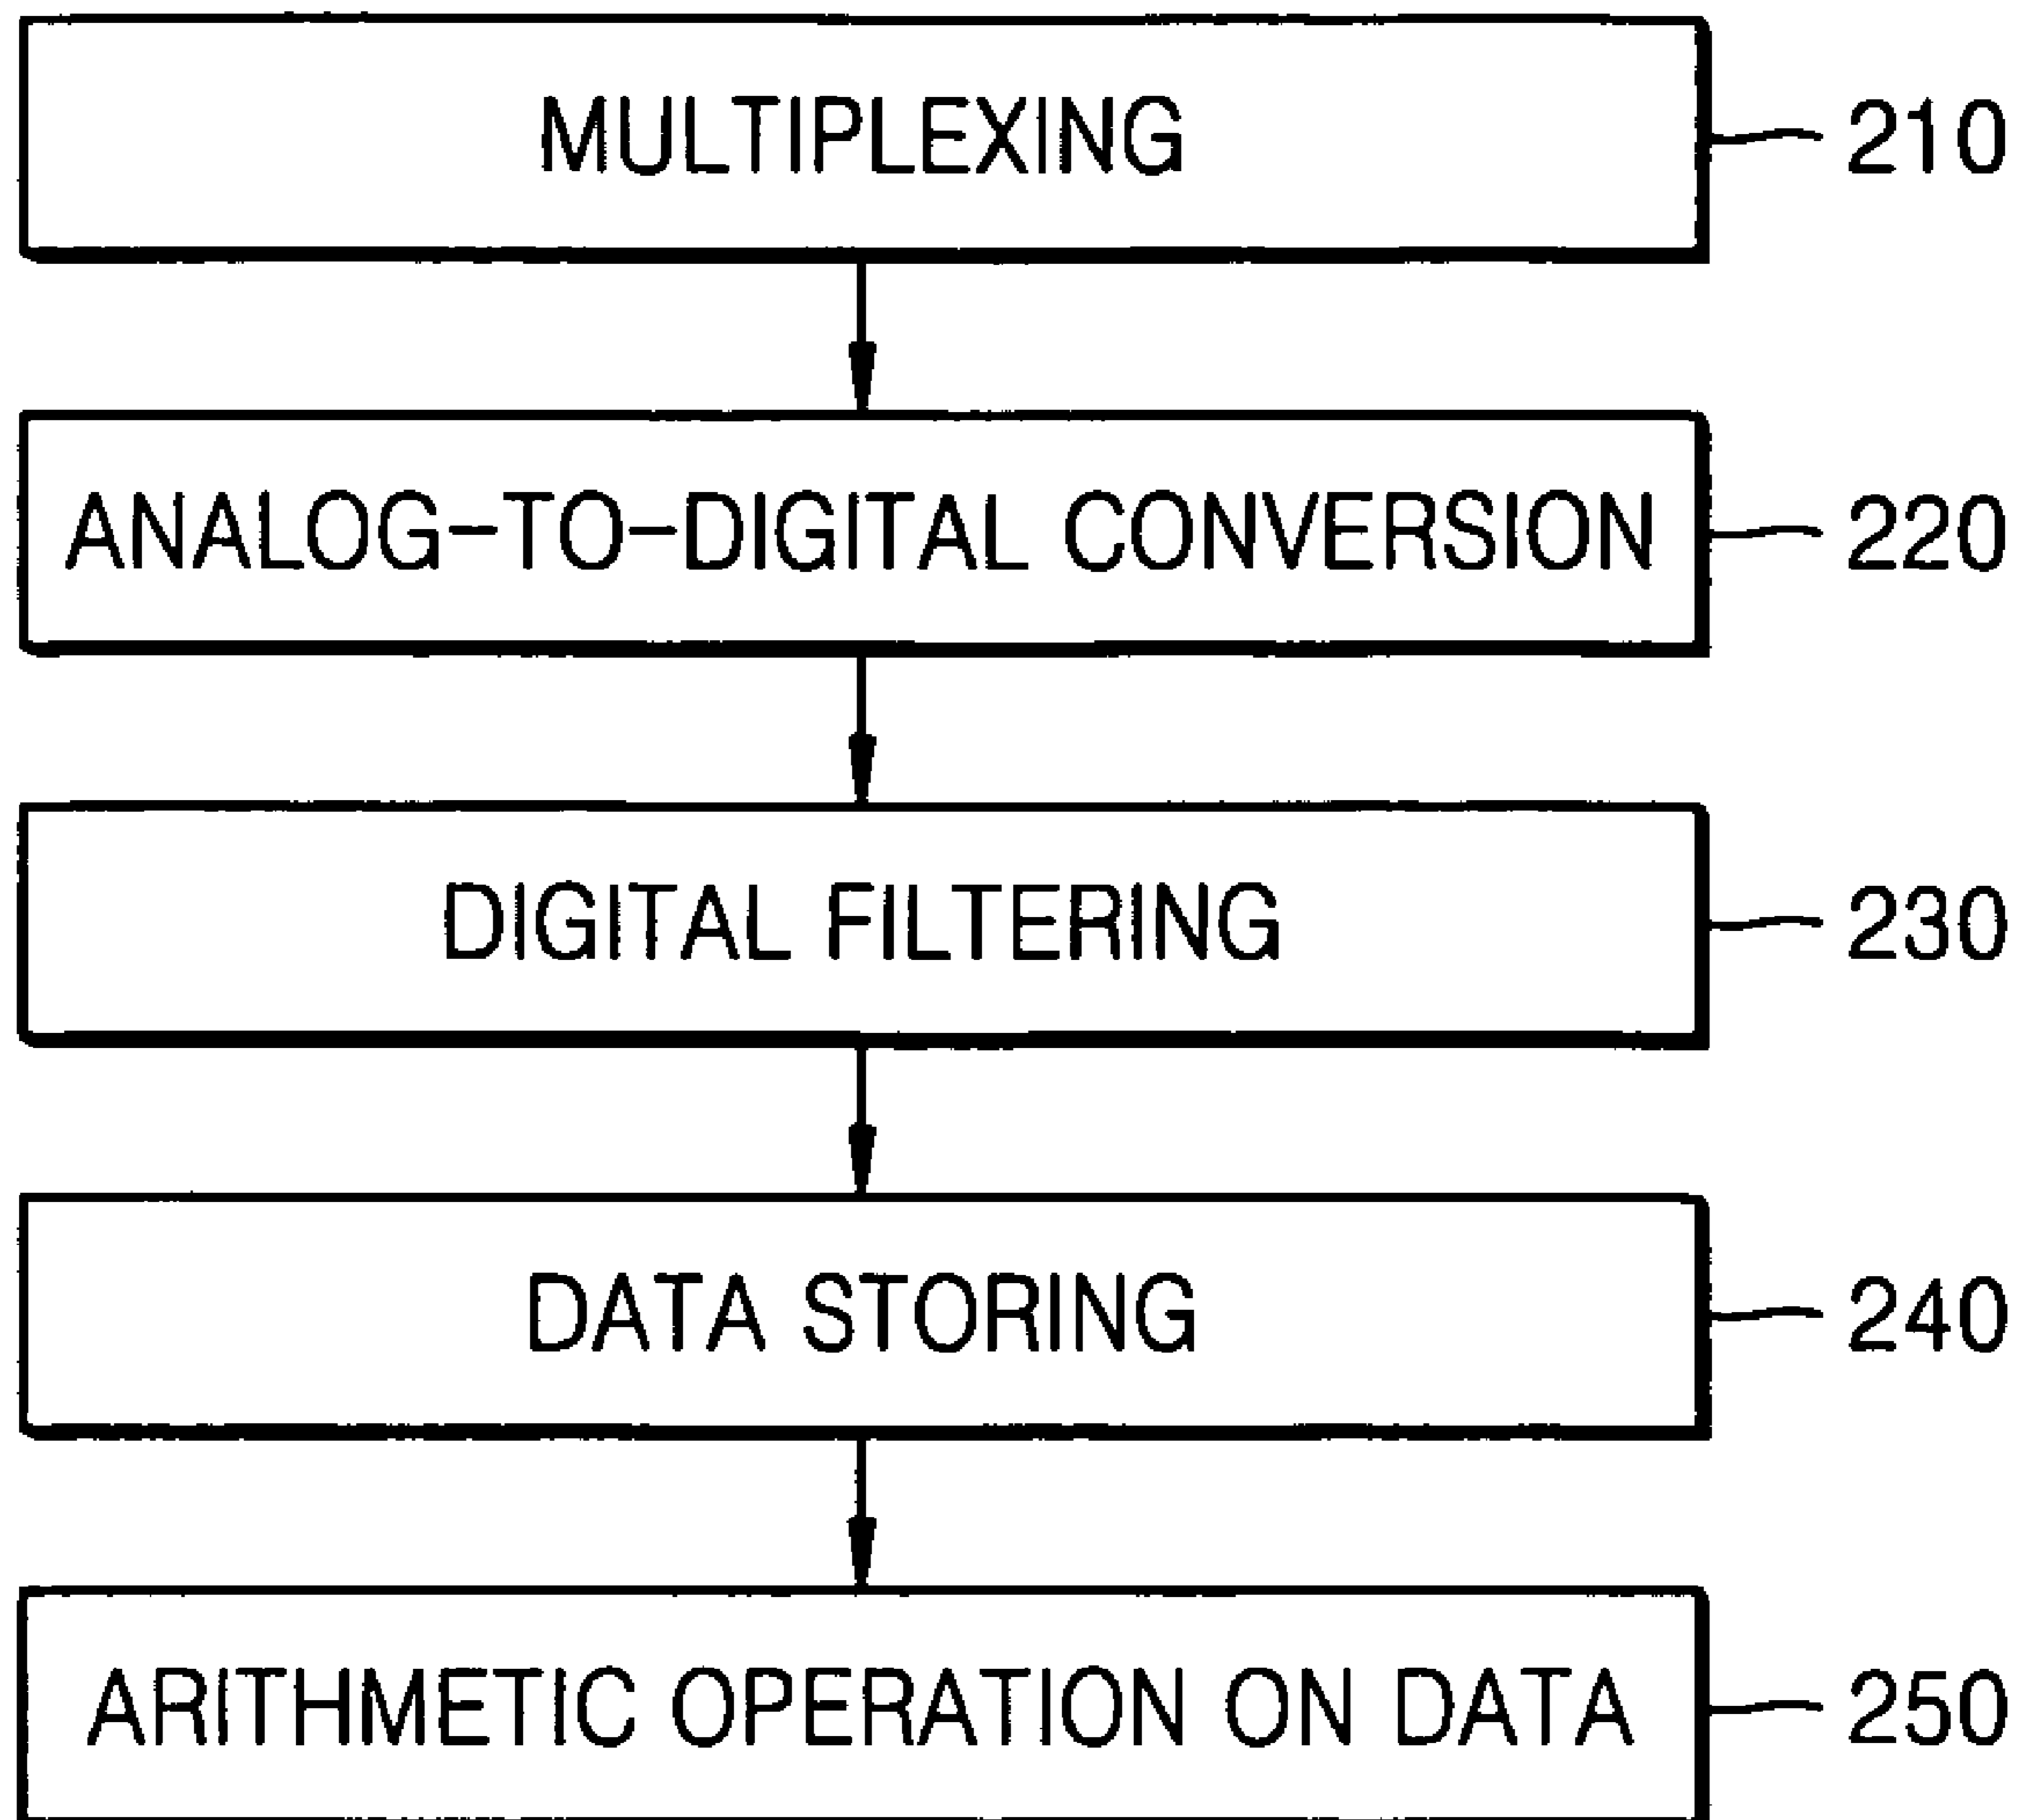 MULTIPLEXING 210
ANALOG-TO-DIGITAL CONVERSION 220
DIGITAL FILTERING 230
DATA STORING 240
ARITHMETIC OPERATION ON DATA 250